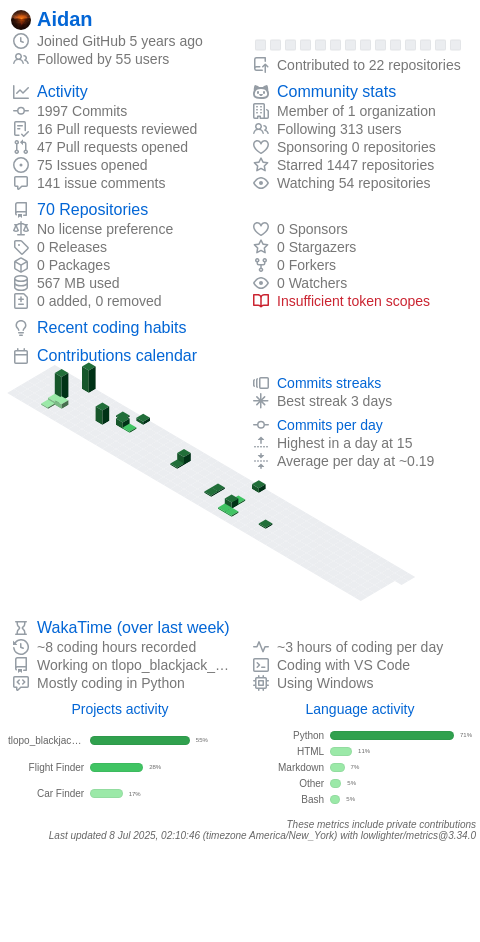 Aidan
Joined GitHub 5 years ago
Followed by 55 users
Contributed to 22 repositories
Activity
1997 Commits
16 Pull requests reviewed
47 Pull requests opened
75 Issues opened
141 issue comments
Community stats
Member of 1 organization
Following 313 users
Sponsoring 0 repositories
Starred 1447 repositories
Watching 54 repositories
70 Repositories
No license preference
0 Releases
0 Packages
567 MB used
0 added, 0 removed
0 Sponsors
0 Stargazers
0 Forkers
0 Watchers
Insufficient token scopes
Recent coding habits
Contributions calendar
Commits streaks
Best streak 3 days
Commits per day
Highest in a day at 15
Average per day at ~0.19
WakaTime (over last week)
~8 coding hours recorded
Working on tlopo_blackjack_…
Mostly coding in Python
~3 hours of coding per day
Coding with VS Code
Using Windows
Projects activity
tlopo_blackjac… 55%
Flight Finder 28%
Car Finder 17%
Language activity
Python 71%
HTML 11%
Markdown 7%
Other 5%
Bash 5%
These metrics include private contributions
Last updated 8 Jul 2025, 02:10:46 (timezone America/New_York) with lowlighter/metrics@3.34.0